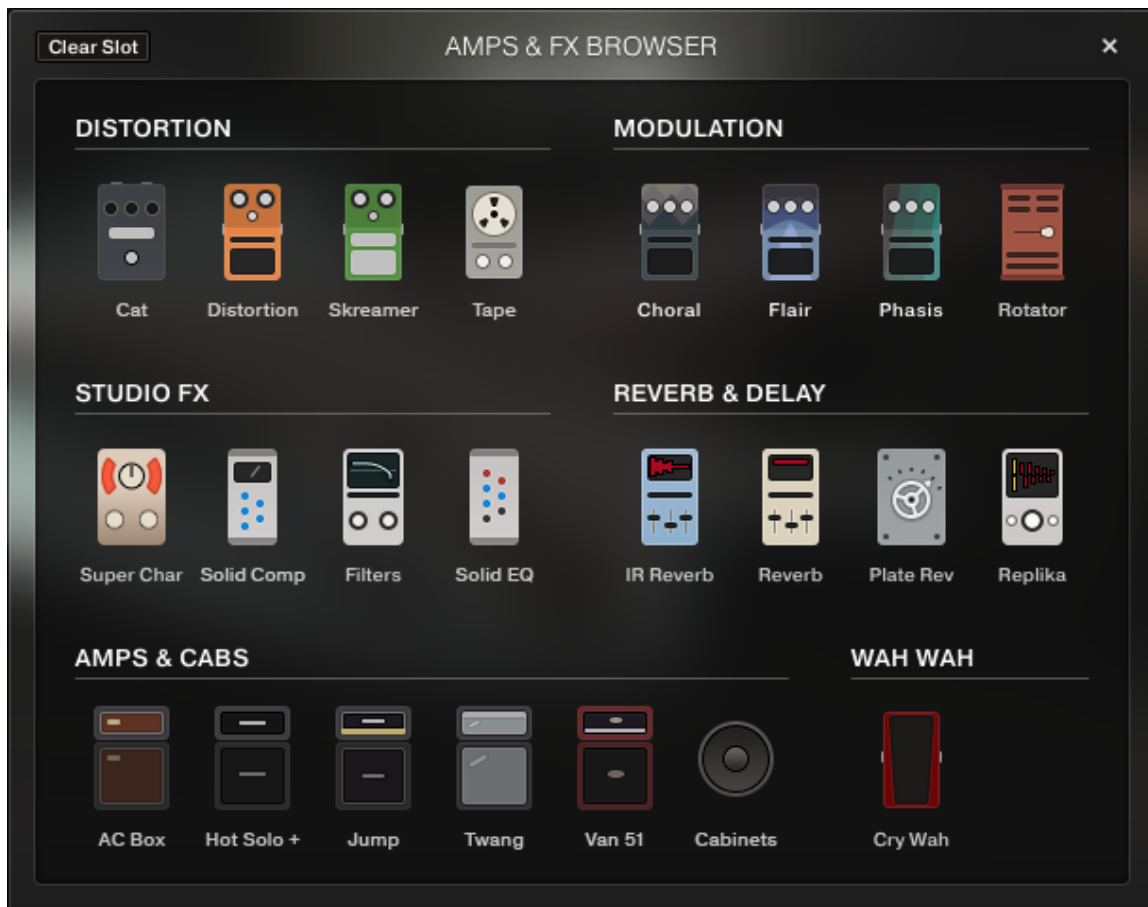 Clear Slot
AMPS & FX BROWSER
×
DISTORTION
MODULATION
Cat
Distortion
Skreamer
Tape
Choral
Flair
Phasis
Rotator
STUDIO FX
REVERB & DELAY
Super Char
Solid Comp
Filters
Solid EQ
IR Reverb
Reverb
Plate Rev
Replika
AMPS & CABS
WAH WAH
AC Box
Hot Solo +
Jump
Twang
Van 51
Cabinets
Cry Wah